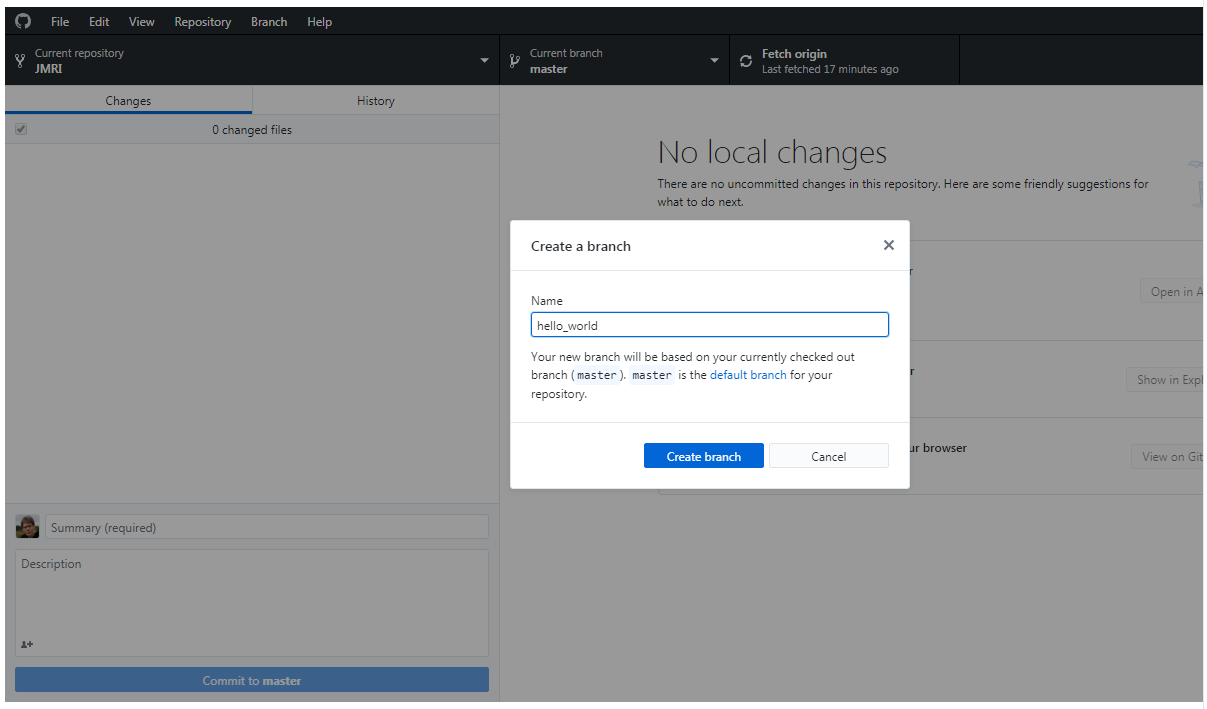 File Edit View Repository Branch Help
Current repository
JMRI
Current branch
master
Fetch origin
Last fetched 17 minutes ago
Changes History
0 changed files
No local changes
There are no uncommitted changes in this repository. Here are some friendly suggestions for
what to do next.
Create a branch
Name
hello_world
Your new branch will be based on your currently checked out
branch (master). master is the default branch for your
repository.
Create branch Cancel
Open in A
Show in Expl
ur browser
View on Git
Summary (required)
Description
Commit to master